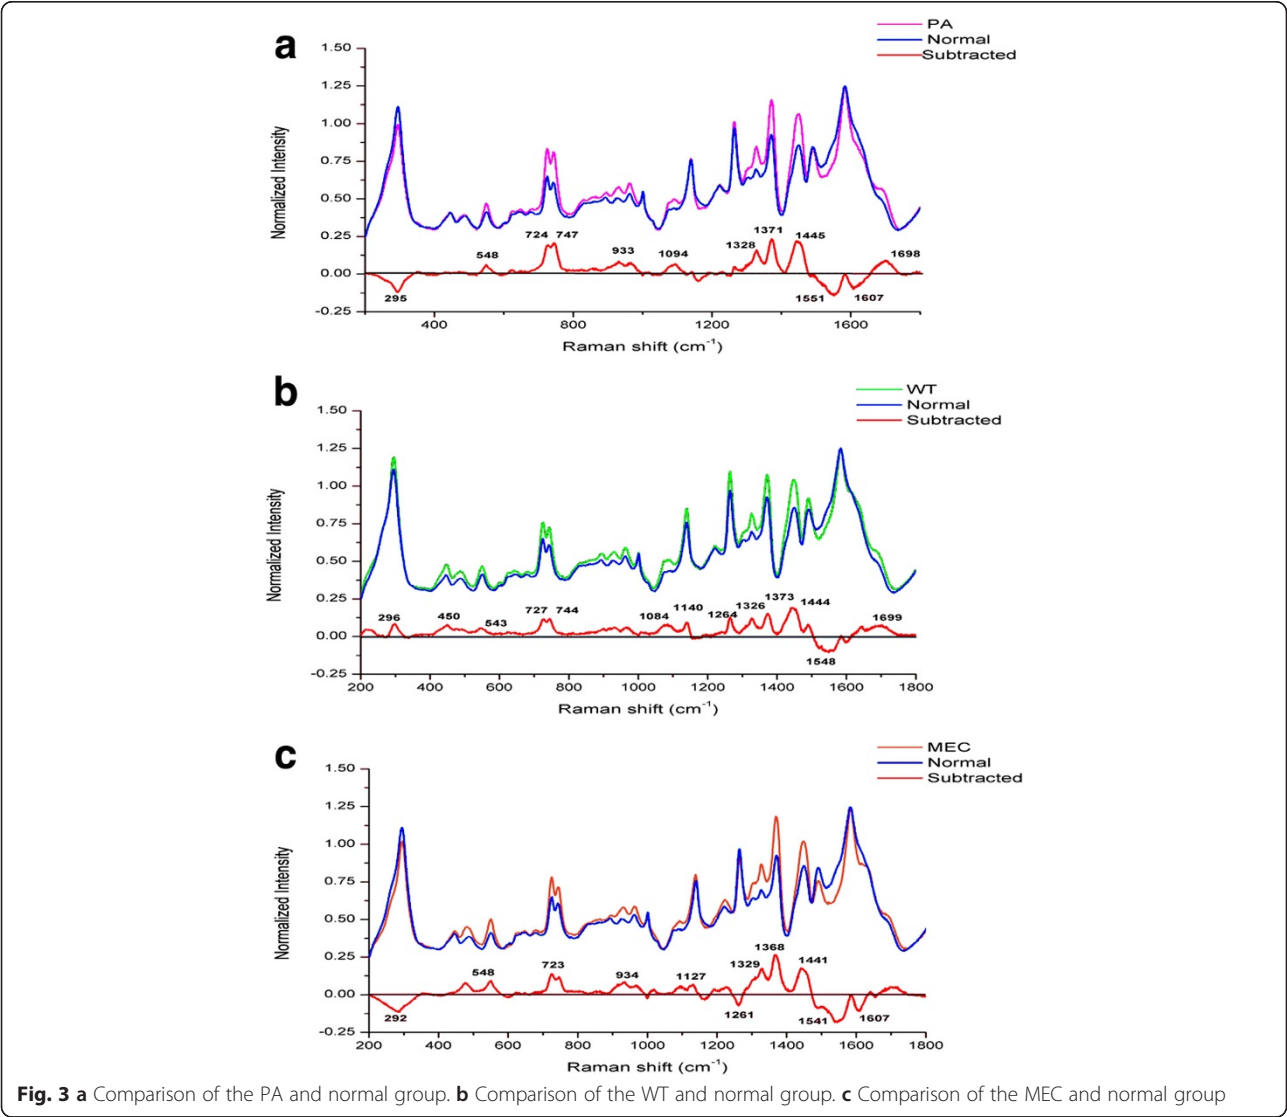 a
PA
Normal
Subtracted
1.50
1.25
1.00
0.75
0.50
0.25
0.00
-0.25
Normalized Intensity
295
548
724 747
933
1094
1328
1371
1445
1551
1607
1698
400 800 1200 1600
Raman shift (cm⁻¹)
b
WT
Normal
Subtracted
1.50
1.25
1.00
0.75
0.50
0.25
0.00
-0.25
Normalized Intensity
296
450
543
727 744
1084
1140
1264
1326
1373
1444
1548
1699
200 400 600 800 1000 1200 1400 1600 1800
Raman shift (cm⁻¹)
c
MEC
Normal
Subtracted
1.50
1.25
1.00
0.75
0.50
0.25
0.00
-0.25
Normalized Intensity
292
548
723
934
1127
1261
1329
1368
1441
1541
1607
200 400 600 800 1000 1200 1400 1600 1800
Raman shift (cm⁻¹)
Fig. 3 a Comparison of the PA and normal group. b Comparison of the WT and normal group. c Comparison of the MEC and normal group